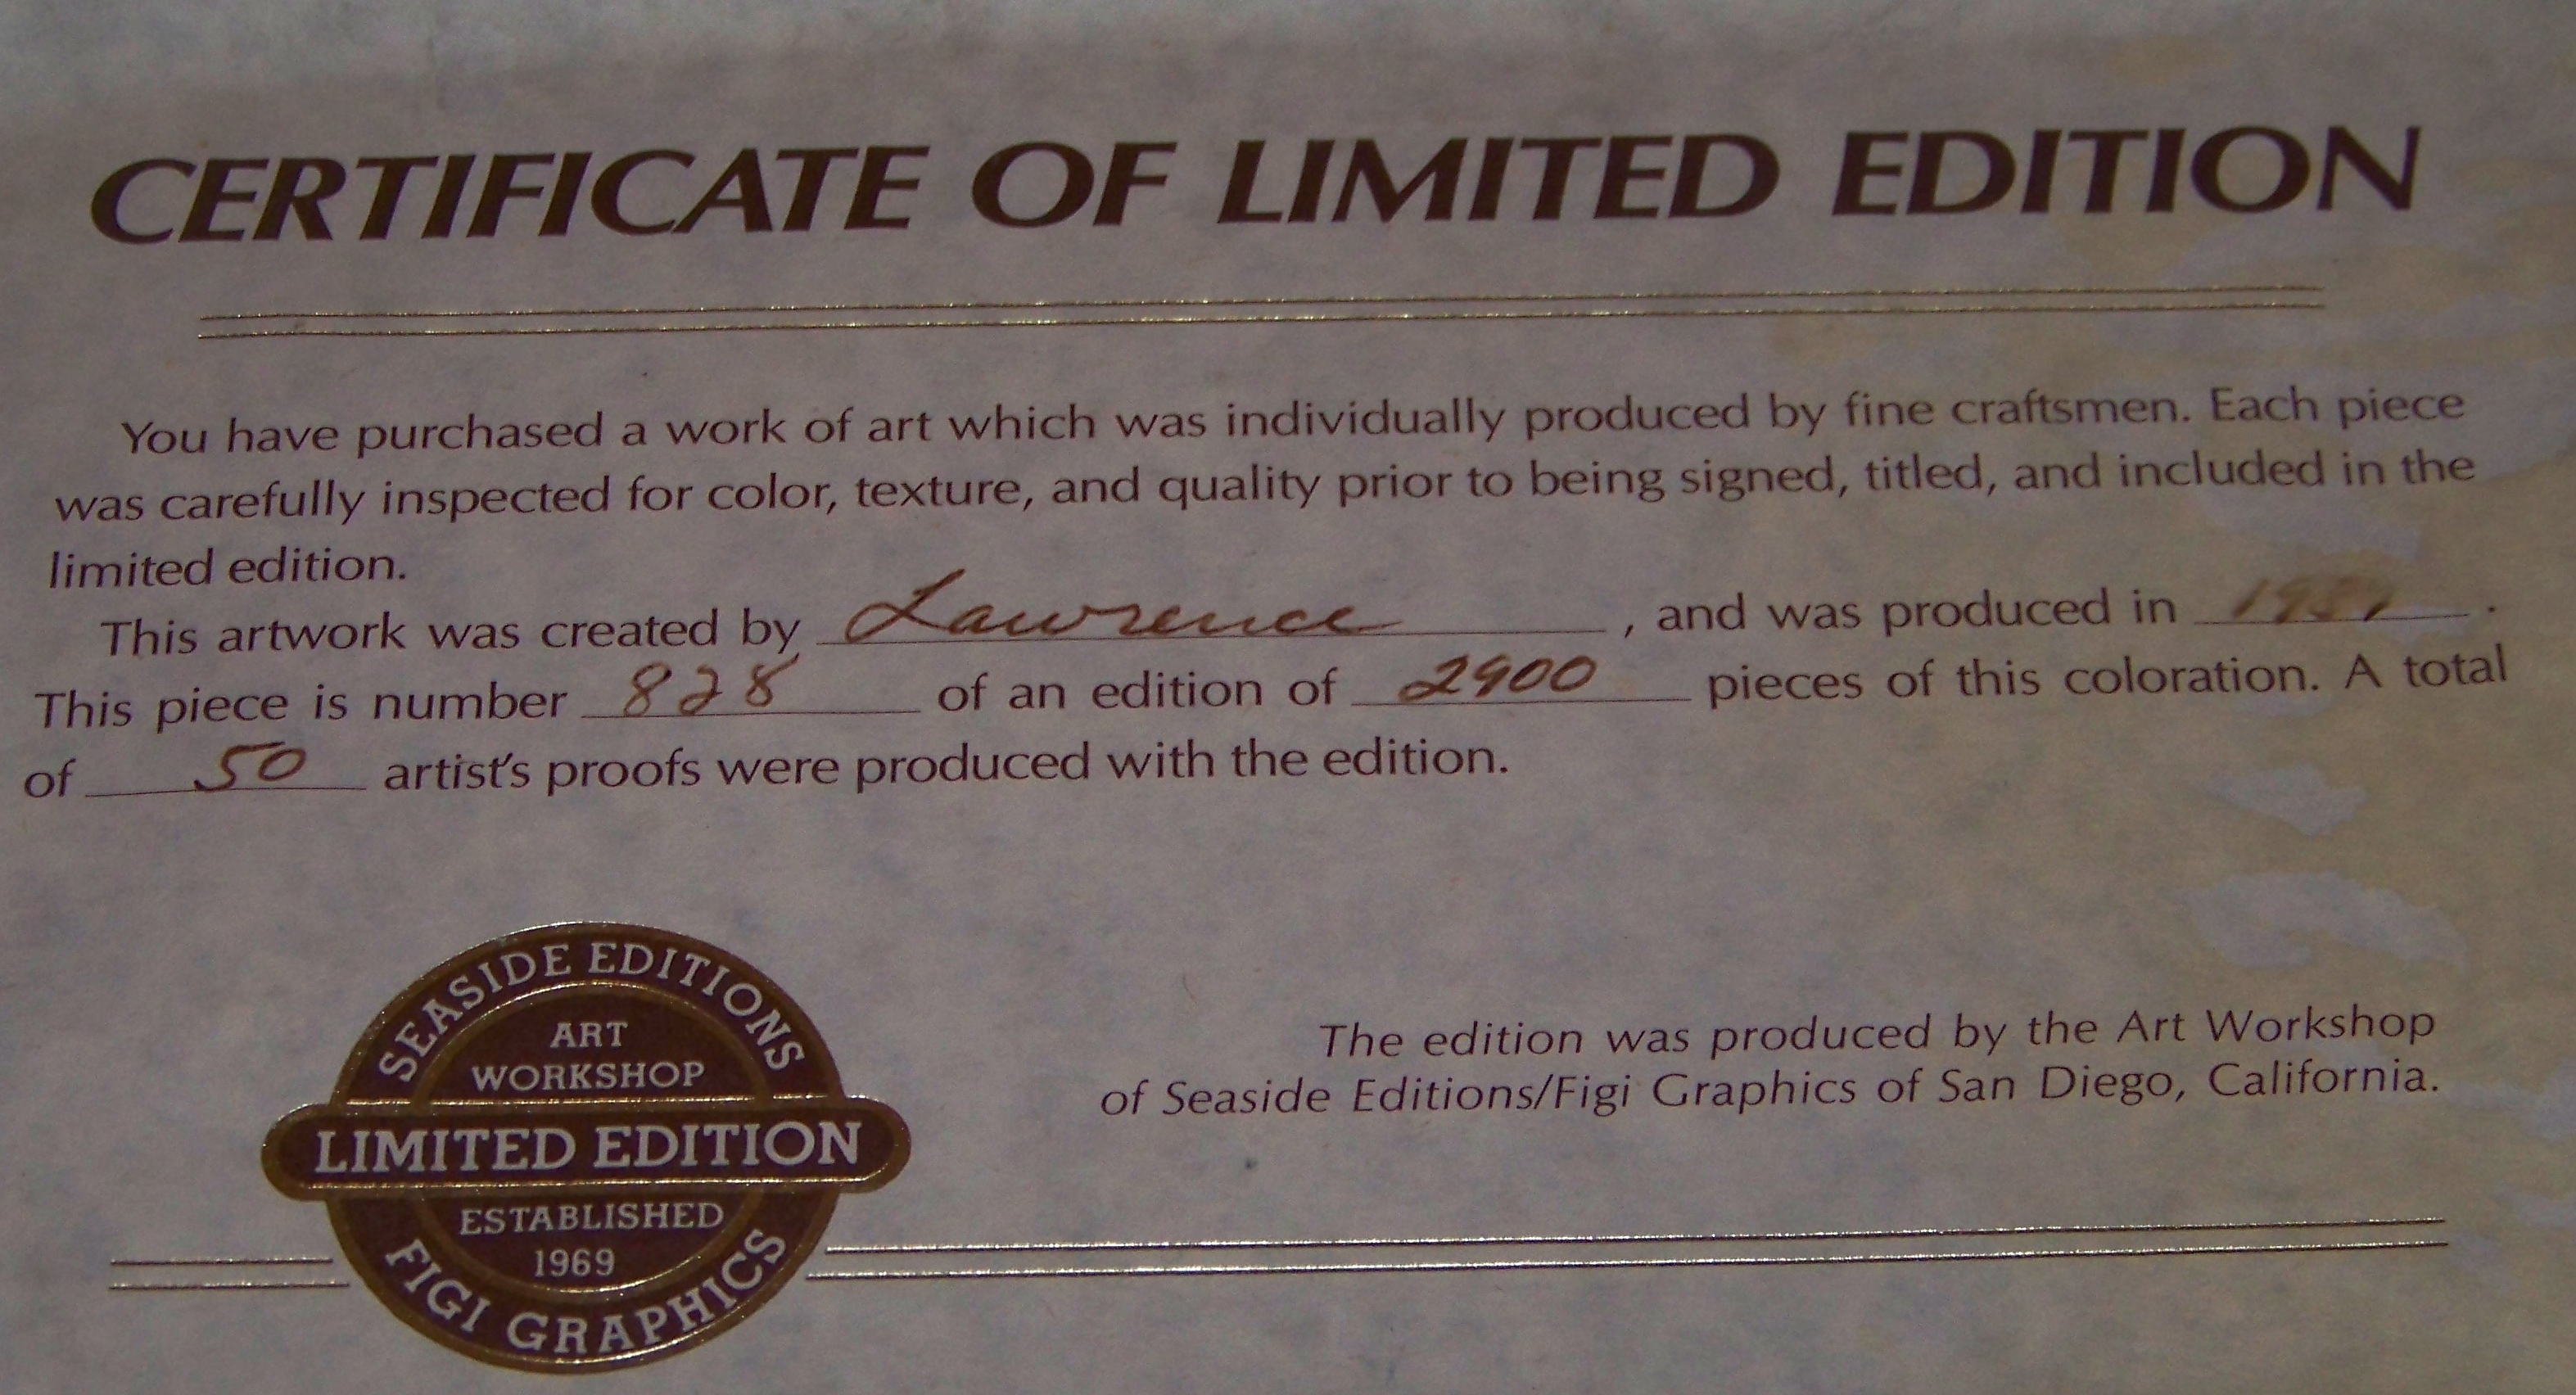 CERTIFICATE OF LIMITED EDITION
You have purchased a work of art which was individually produced by fine craftsmen. Each piece
was carefully inspected for color, texture, and quality prior to being signed, titled, and included in the
limited edition.
This artwork was created by Lawrence, and was produced in .
This piece is number 828 of an edition of 2900 pieces of this coloration. A total
of 50 artist's proofs were produced with the edition.
SEASIDE EDITIONS
ART
WORKSHOP
LIMITED EDITION
ESTABLISHED
1969
FIGI GRAPHICS
The edition was produced by the Art Workshop
of Seaside Editions/Figi Graphics of San Diego, California.